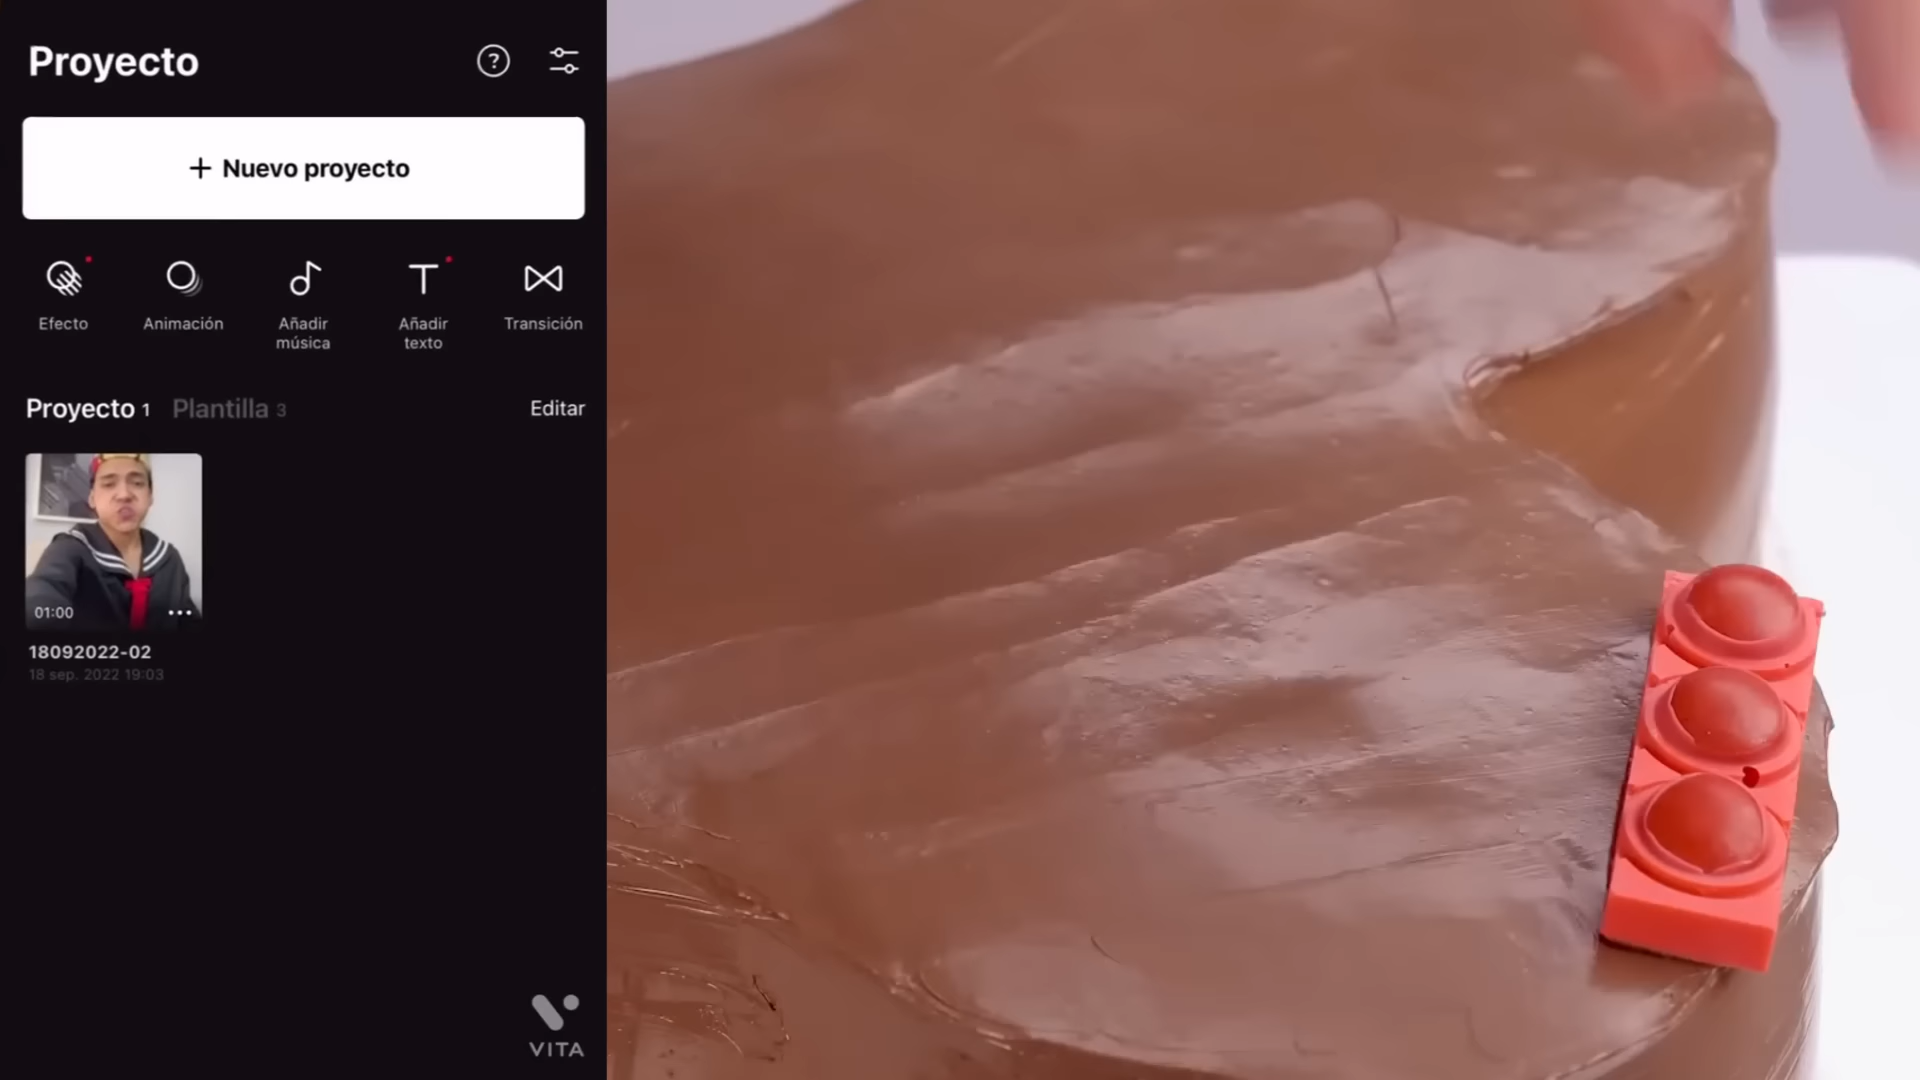 Proyecto
?
+ Nuevo proyecto
Efecto
Animación
Añadir
música
Añadir
texto
Transición
Proyecto 1
Plantilla 3
Editar
01:00
18092022-02
18 sep. 2022 19:03
VITA